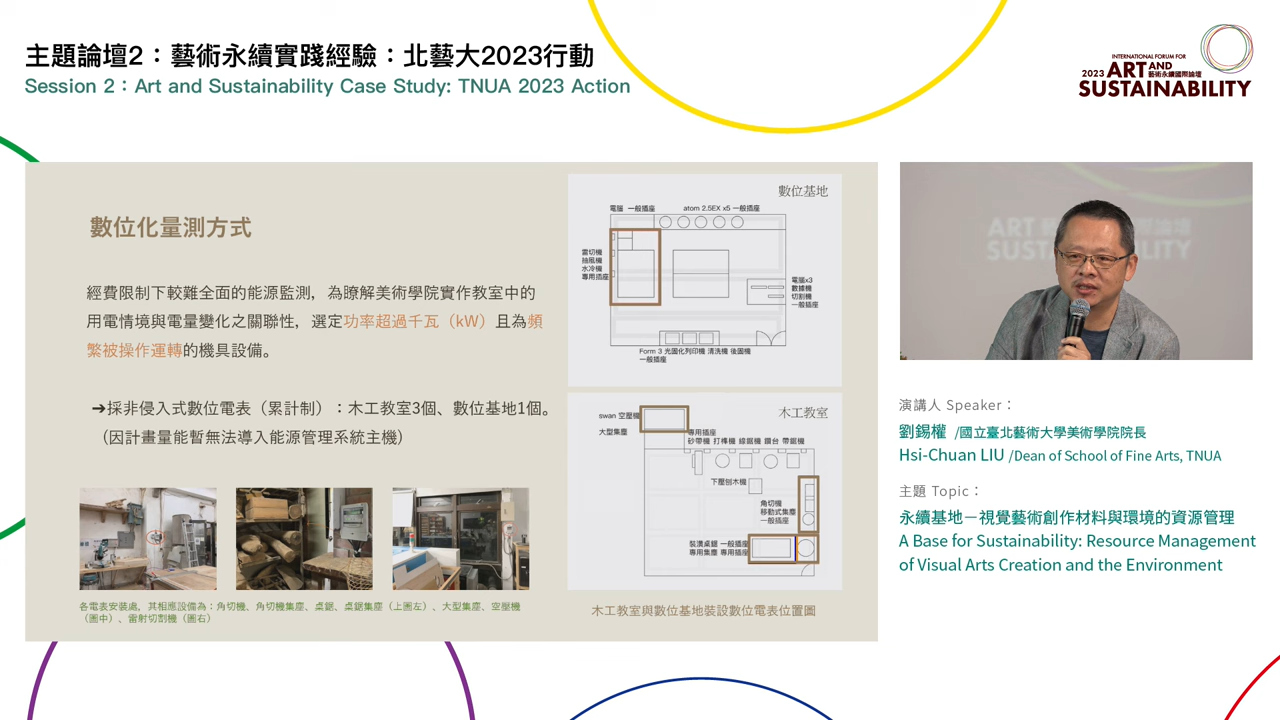 主題論壇2：藝術永續實踐經驗：北藝大2023行動
Session 2：Art and Sustainability Case Study: TNUA 2023 Action
INTERNATIONAL FORUM FOR
2023 ART AND
藝術永續國際論壇
SUSTAINABILITY
數位化量測方式
經費限制下較難全面的能源監測，為瞭解美術學院實作教室中的
用電情境與電量變化之關聯性，選定功率超過千瓦（kW）且為頻
繁被操作運轉的機具設備。
➔採非侵入式數位電表（累計制）：木工教室3個、數位基地1個。
（因計畫量能暫無法導入能源管理系統主機）
各電表安裝處，其相應設備為：角切機、角切機集塵、桌鋸、桌鋸集塵（上圖左）、大型集塵、空壓機
（圖中）、雷射切割機（圖右）
數位基地
電腦 一般插座
atom 2.5EX x5 一般插座
雷切機
抽風機
水冷機
專用插座
電腦x3
數據機
切割機
一般插座
Form 3 光固化列印機 清洗機 後固機
一般插座
木工教室
swan 空壓機
大型集塵
專用插座
砂帶機 打棒機 線鋸機 鑽台 帶鋸機
下壓刨木機
角切機
移動式集塵
一般插座
裝潢桌鋸 一般插座
專用集塵 專用插座
木工教室與數位基地裝設數位電表位置圖
ART 藝術永續國際論壇
SUSTAINABILITY
演講人 Speaker：
劉錫權 /國立臺北藝術大學美術學院院長
Hsi-Chuan LIU /Dean of School of Fine Arts, TNUA
主題 Topic：
永續基地－視覺藝術創作材料與環境的資源管理
A Base for Sustainability: Resource Management
of Visual Arts Creation and the Environment